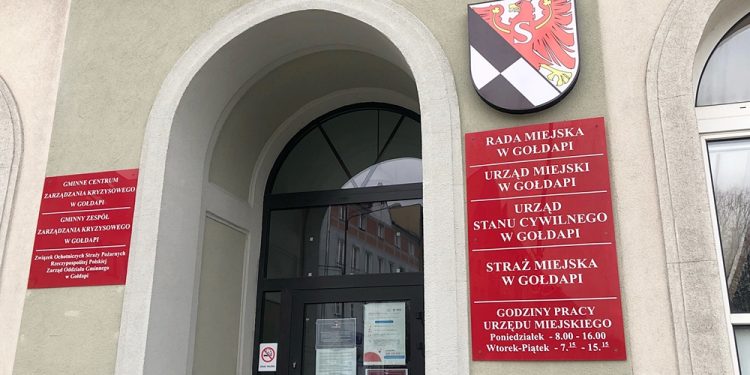 GMINNE CENTRUM
ZARZĄDZANIA KRYZYSOWEGO
W GOŁDAPI
GMINNY ZESPÓŁ
ZARZĄDZANIA KRYZYSOWEGO
W GOŁDAPI
Związek Ochotniczych Straży Pożarnych
Rzeczypospolitej Polskiej
Zarząd Oddziału Gminnego
w Gołdapi
S
RADA MIEJSKA
W GOŁDAPI
URZĄD MIEJSKI
W GOŁDAPI
URZĄD
STANU CYWILNEGO
W GOŁDAPI
STRAŻ MIEJSKA
W GOŁDAPI
GODZINY PRACY
URZĘDU MIEJSKIEGO
Poniedziałek - 8.00 - 16.00
Wtorek-Piątek - 7.15 - 15.15